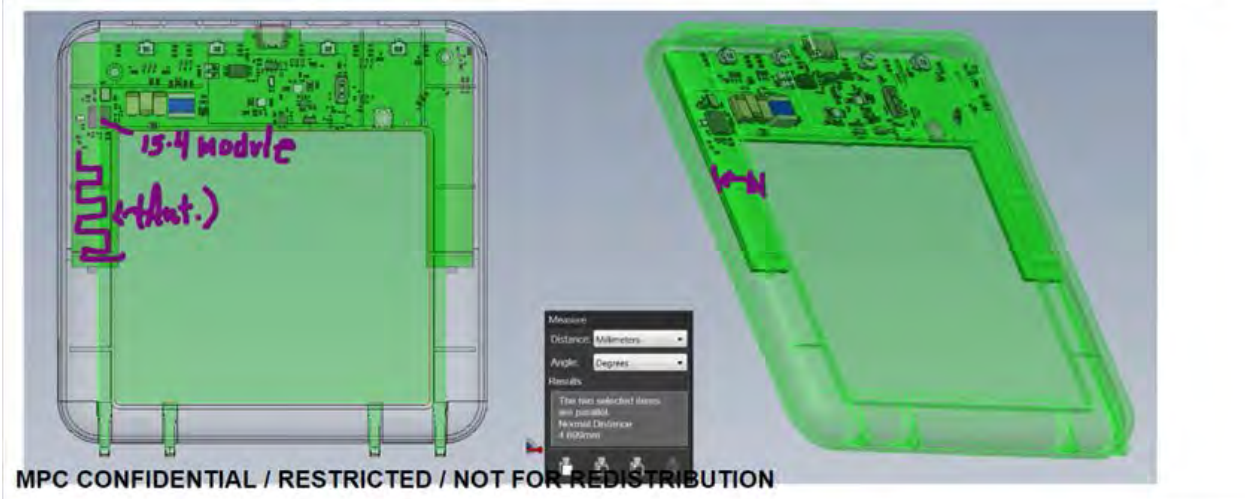 15.4 Module
(Ant.)
Measure
Distance: Millimeters
Angle: Degrees
Results
The two selected items
are parallel.
Normal Distance:
4.699mm
MPC CONFIDENTIAL / RESTRICTED / NOT FOR REDISTRIBUTION